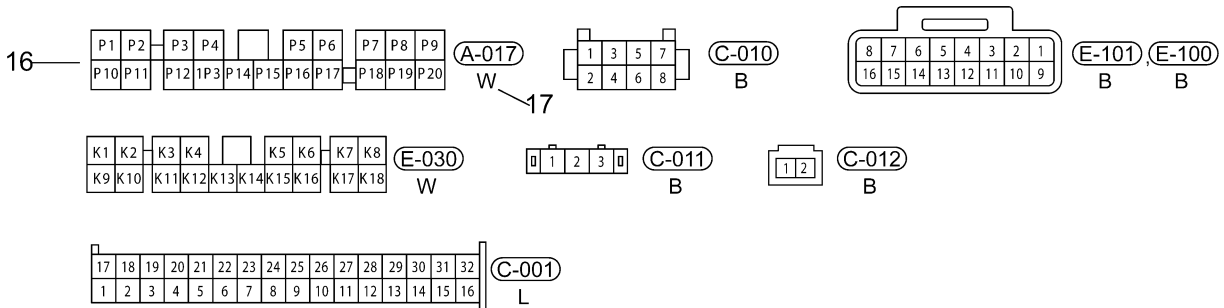 P1 P2 P3 P4 P5 P6 P7 P8 P9
16 P10 P11 P12 1P3 P14 P15 P16 P17 P18 P19 P20 A-017
W
17
1 3 5 7
2 4 6 8
C-010
B
8 7 6 5 4 3 2 1
16 15 14 13 12 11 10 9
E-101 , E-100
B B
K1 K2 K3 K4 K5 K6 K7 K8
K9 K10 K11 K12 K13 K14 K15 K16 K17 K18
E-030
W
1 2 3
C-011
B
1 2
C-012
B
17 18 19 20 21 22 23 24 25 26 27 28 29 30 31 32
1 2 3 4 5 6 7 8 9 10 11 12 13 14 15 16
C-001
L